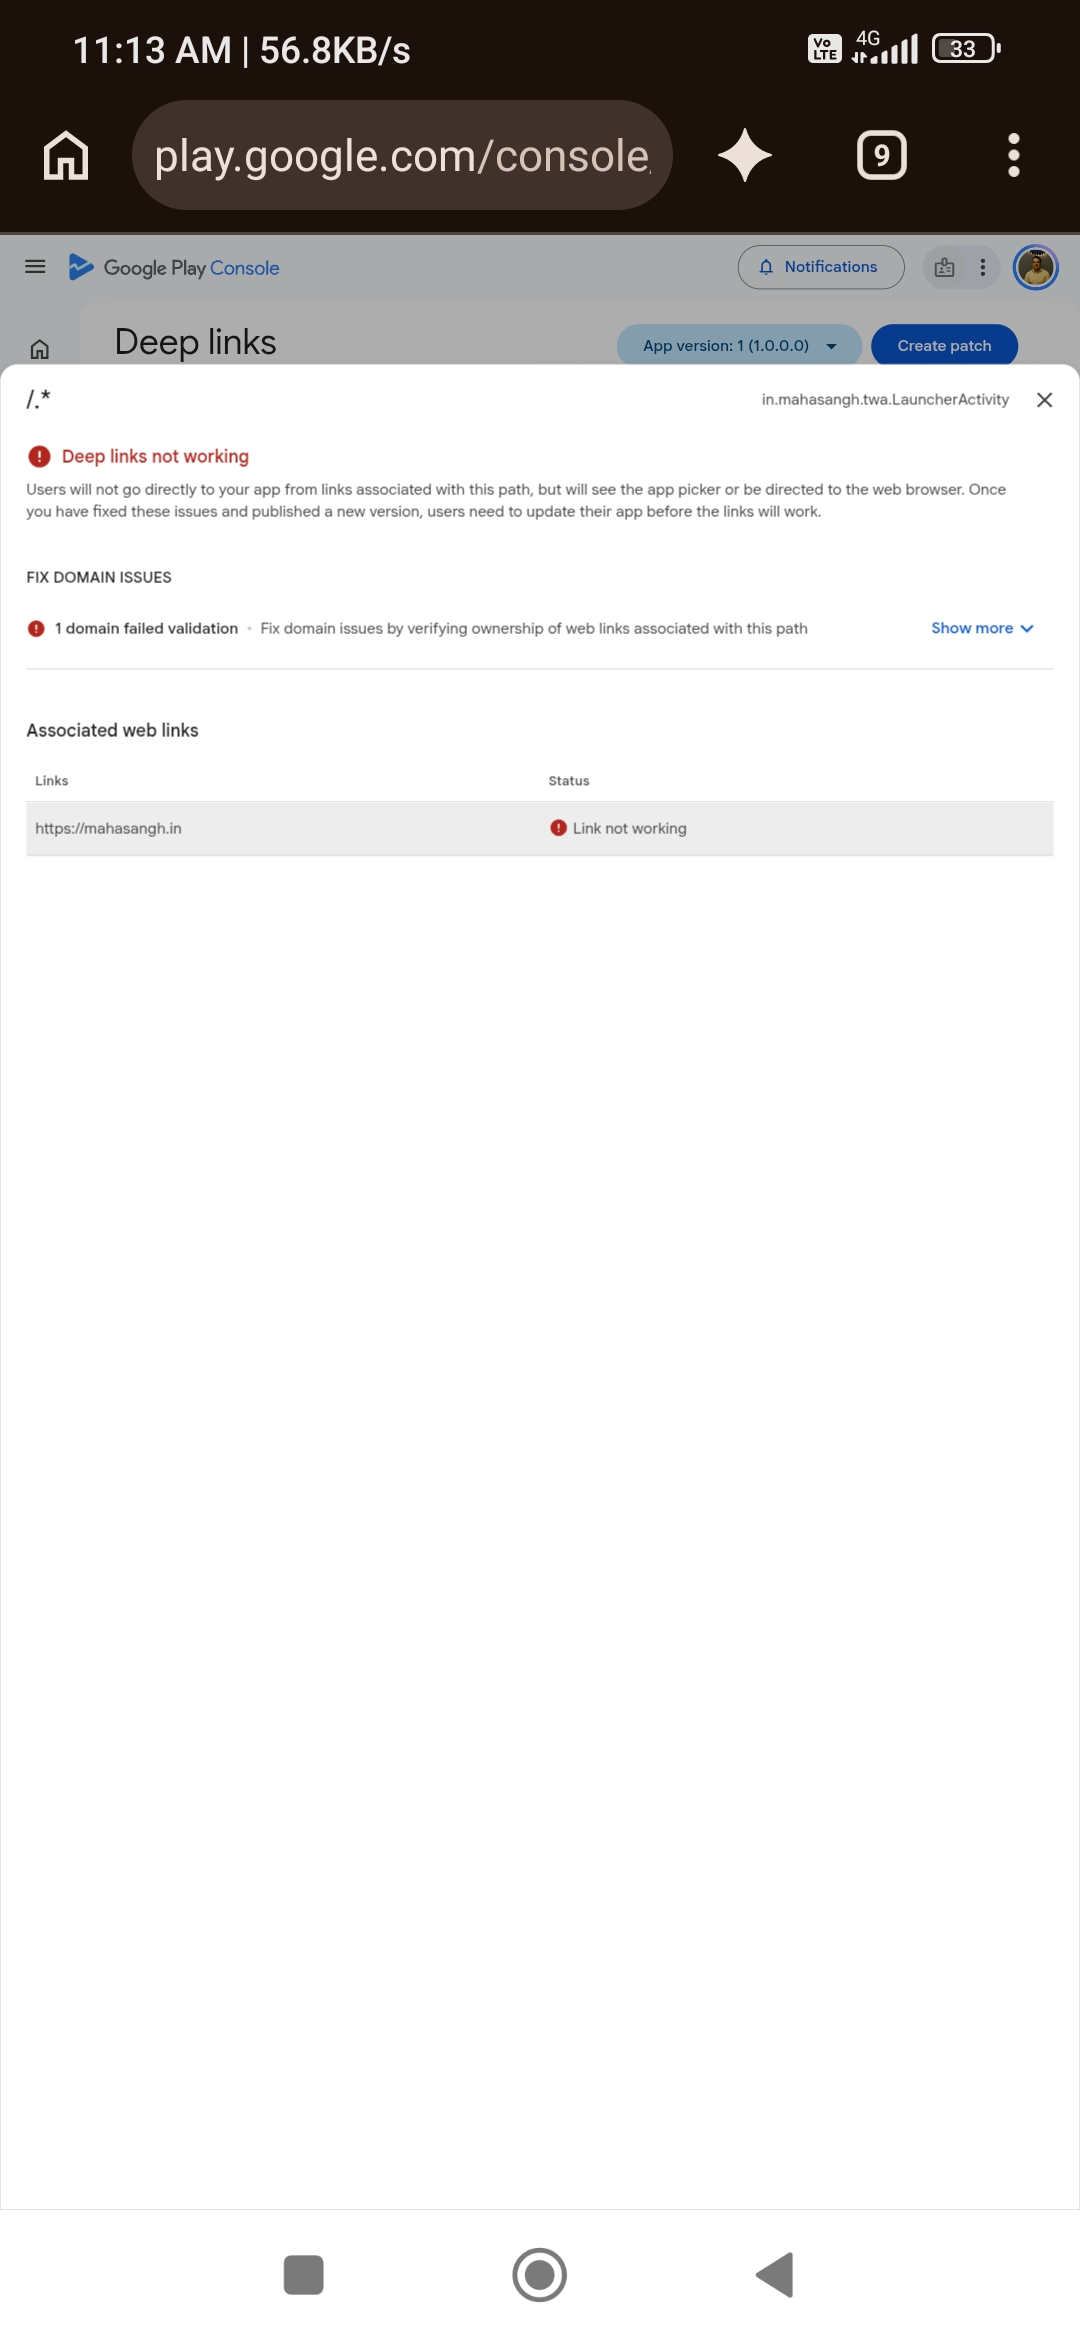 11:13 AM | 56.8KB/s
Vo LTE 4G 33
play.google.com/console
9
Google Play Console
Notifications
Deep links
App version: 1 (1.0.0.0)
Create patch
/.*
in.mahasangh.twa.LauncherActivity
Deep links not working
Users will not go directly to your app from links associated with this path, but will see the app picker or be directed to the web browser. Once
you have fixed these issues and published a new version, users need to update their app before the links will work.
FIX DOMAIN ISSUES
1 domain failed validation • Fix domain issues by verifying ownership of web links associated with this path
Show more
Associated web links
Links Status
https://mahasangh.in Link not working